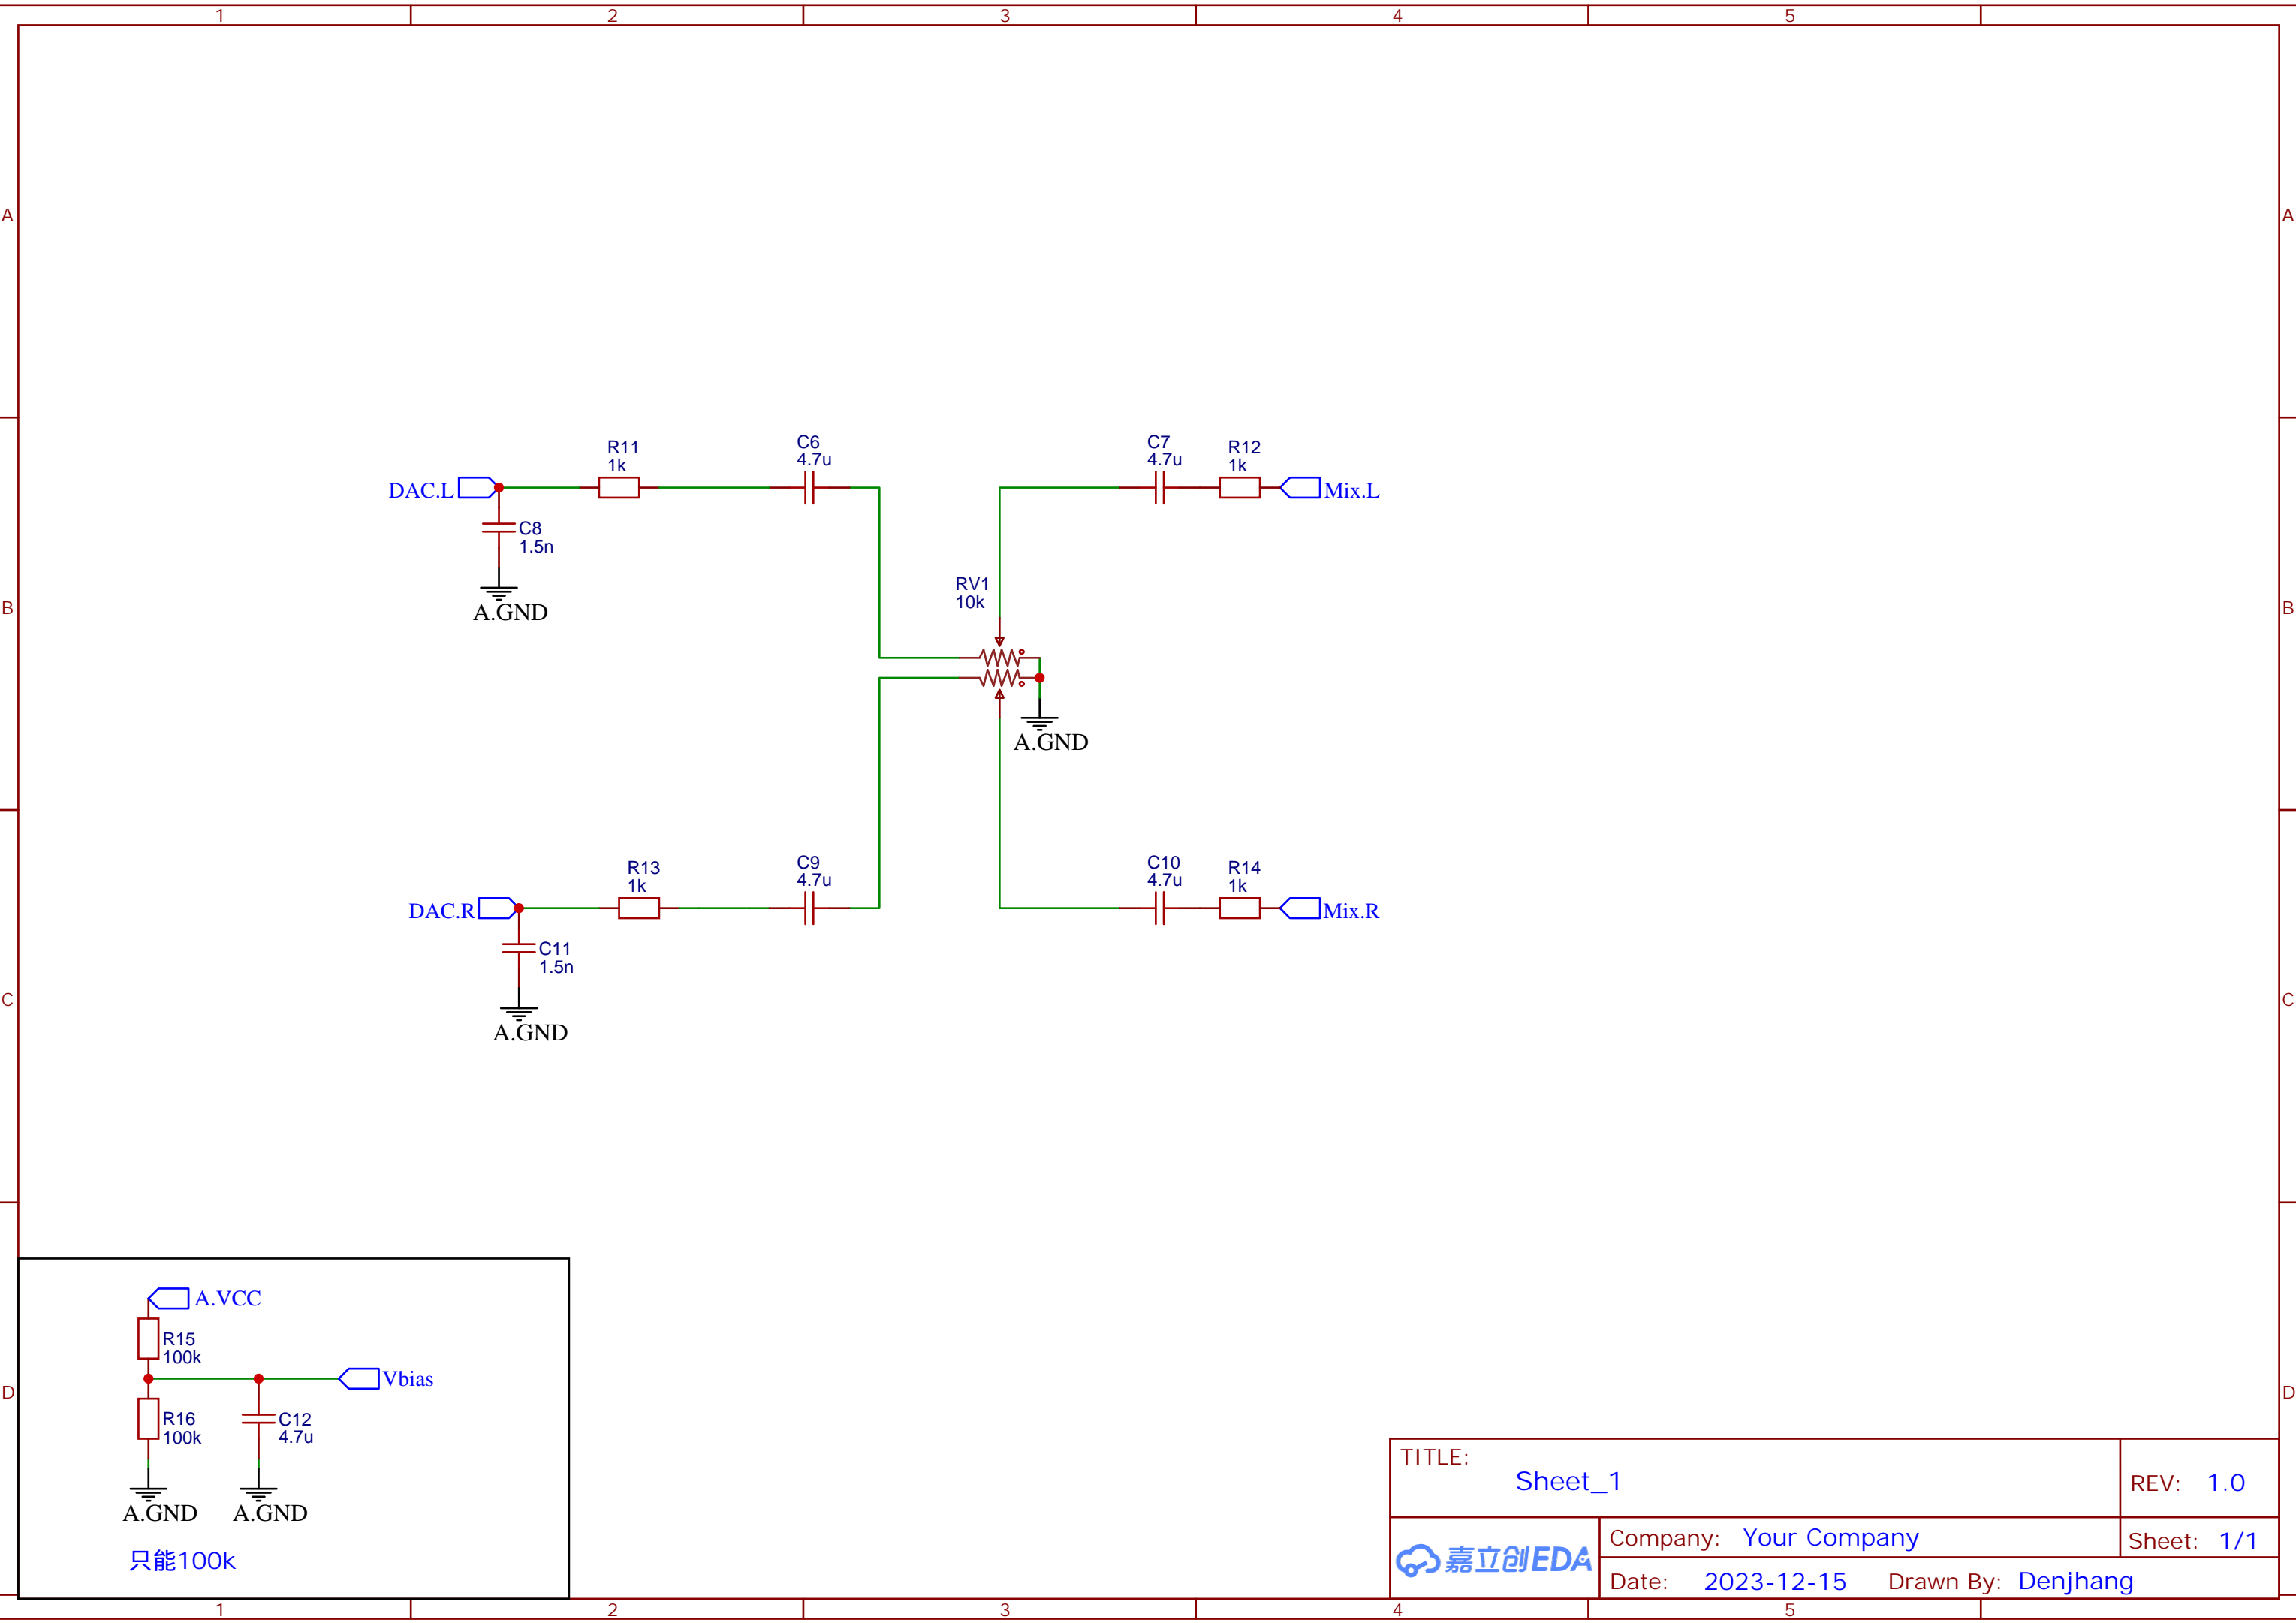 1 2 3 4 5
A A
B B
C C
D D
R11
1k
C6
4.7u
C7
4.7u
R12
1k
DAC.L
Mix.L
C8
1.5n
A.GND
RV1
10k
A.GND
R13
1k
C9
4.7u
C10
4.7u
R14
1k
DAC.R
Mix.R
C11
1.5n
A.GND
A.VCC
R15
100k
Vbias
R16
100k
C12
4.7u
A.GND A.GND
只能100k
TITLE:
Sheet_1
REV: 1.0
嘉立创EDA
Company: Your Company
Sheet: 1/1
Date: 2023-12-15 Drawn By: Denjhang
1 2 3 4 5